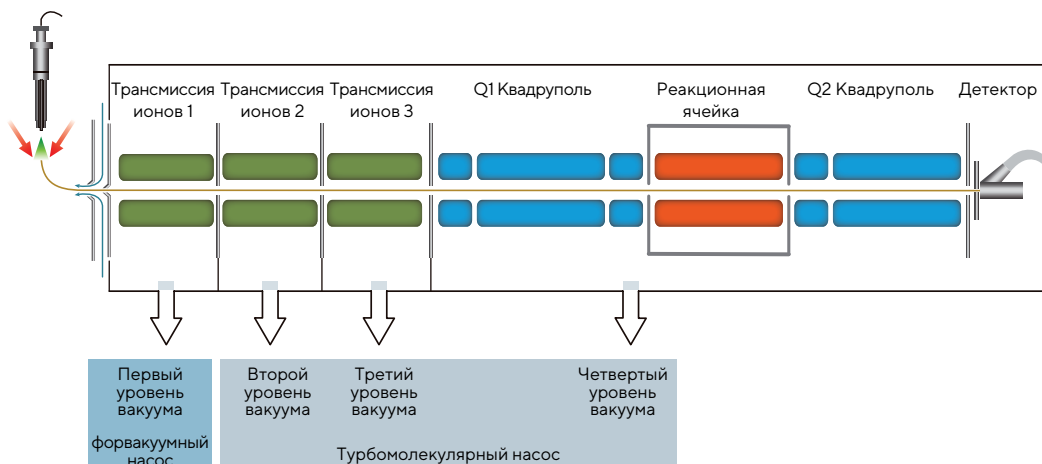 Трансмиссия
ионов 1
Трансмиссия
ионов 2
Трансмиссия
ионов 3
Q1 Квадруполь
Реакционная
ячейка
Q2 Квадруполь
Детектор
Первый
уровень
вакуума
Второй
уровень
вакуума
Третий
уровень
вакуума
Четвертый
уровень
вакуума
форвакуумный
насос
Турбомолекулярный насос